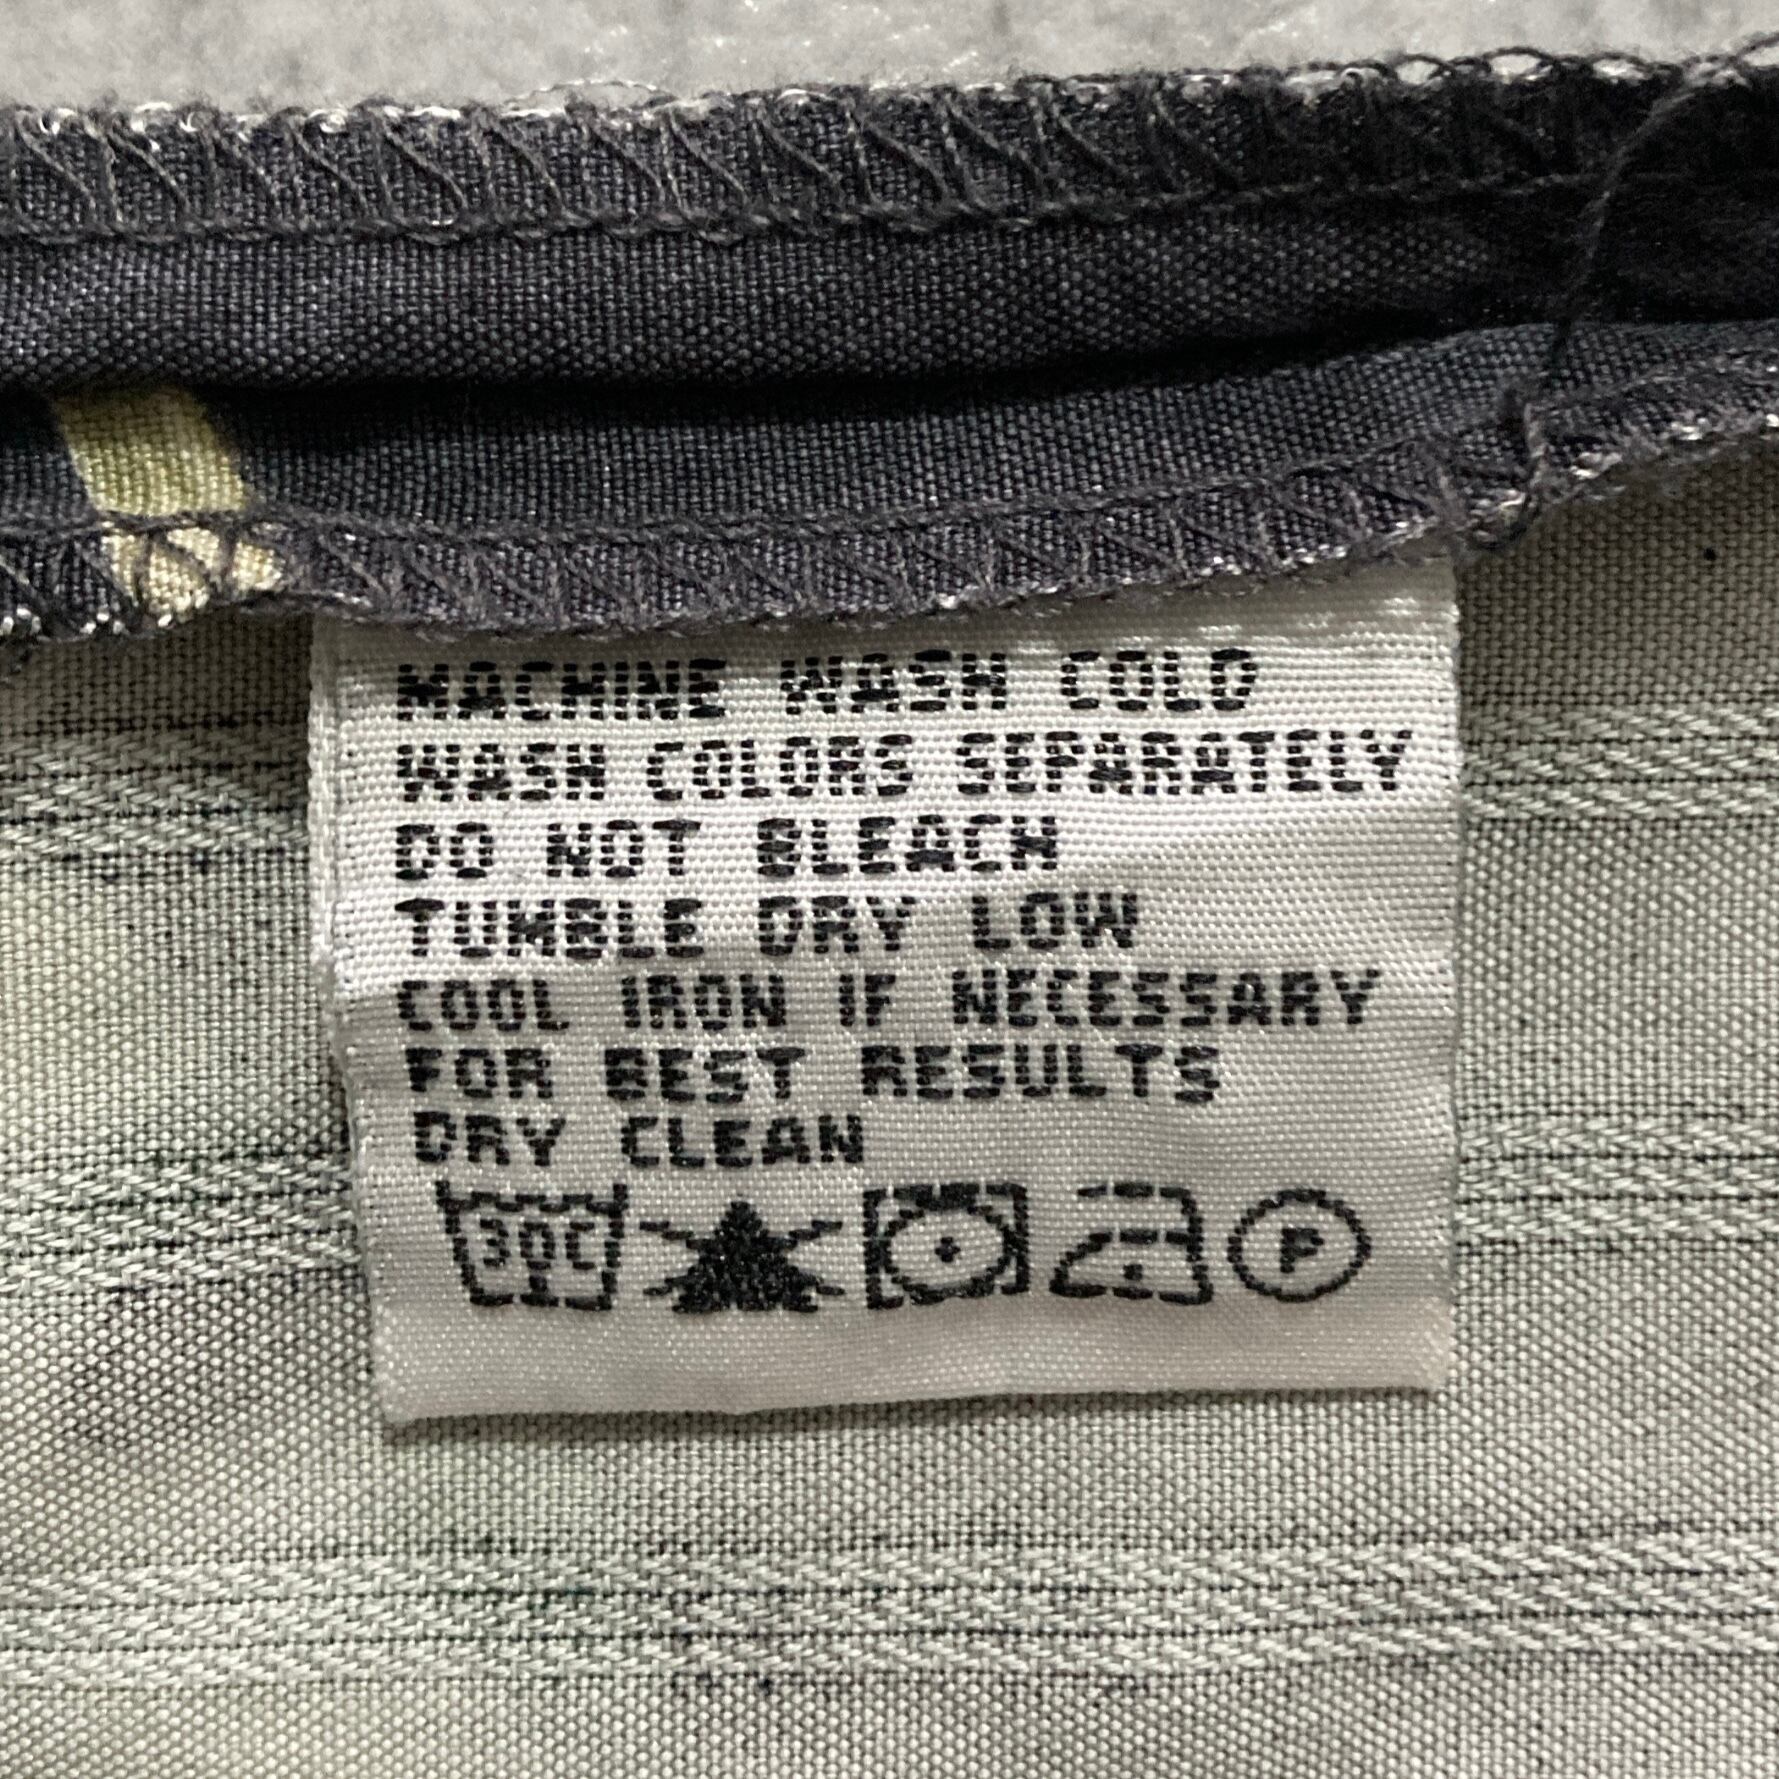 MACHINE WASH COLD
WASH COLORS SEPARATELY
DO NOT BLEACH
TUMBLE DRY LOW
COOL IRON IF NECESSARY
FOR BEST RESULTS
DRY CLEAN
30C P